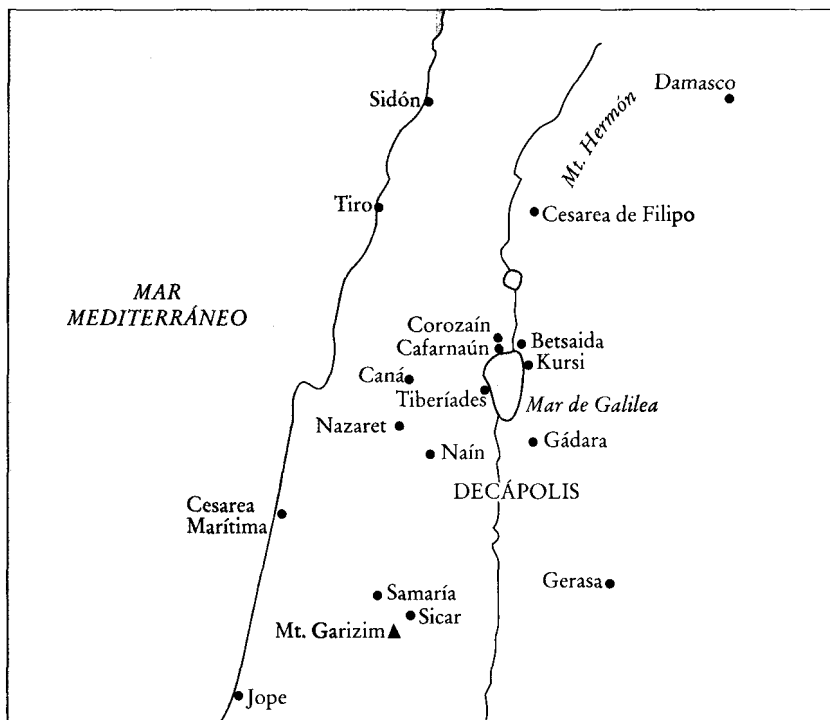 Damasco
Sidón
Mt. Hermón
Tiro
Cesarea de Filipo
MAR
MEDITERRÁNEO
Corozaín
Cafarnaún
Betsaida
Kursi
Caná
Tiberíades
Mar de Galilea
Nazaret
Gádara
Naín
DECÁPOLIS
Cesarea
Marítima
Gerasa
Samaría
Sicar
Mt. Garizim
Jope